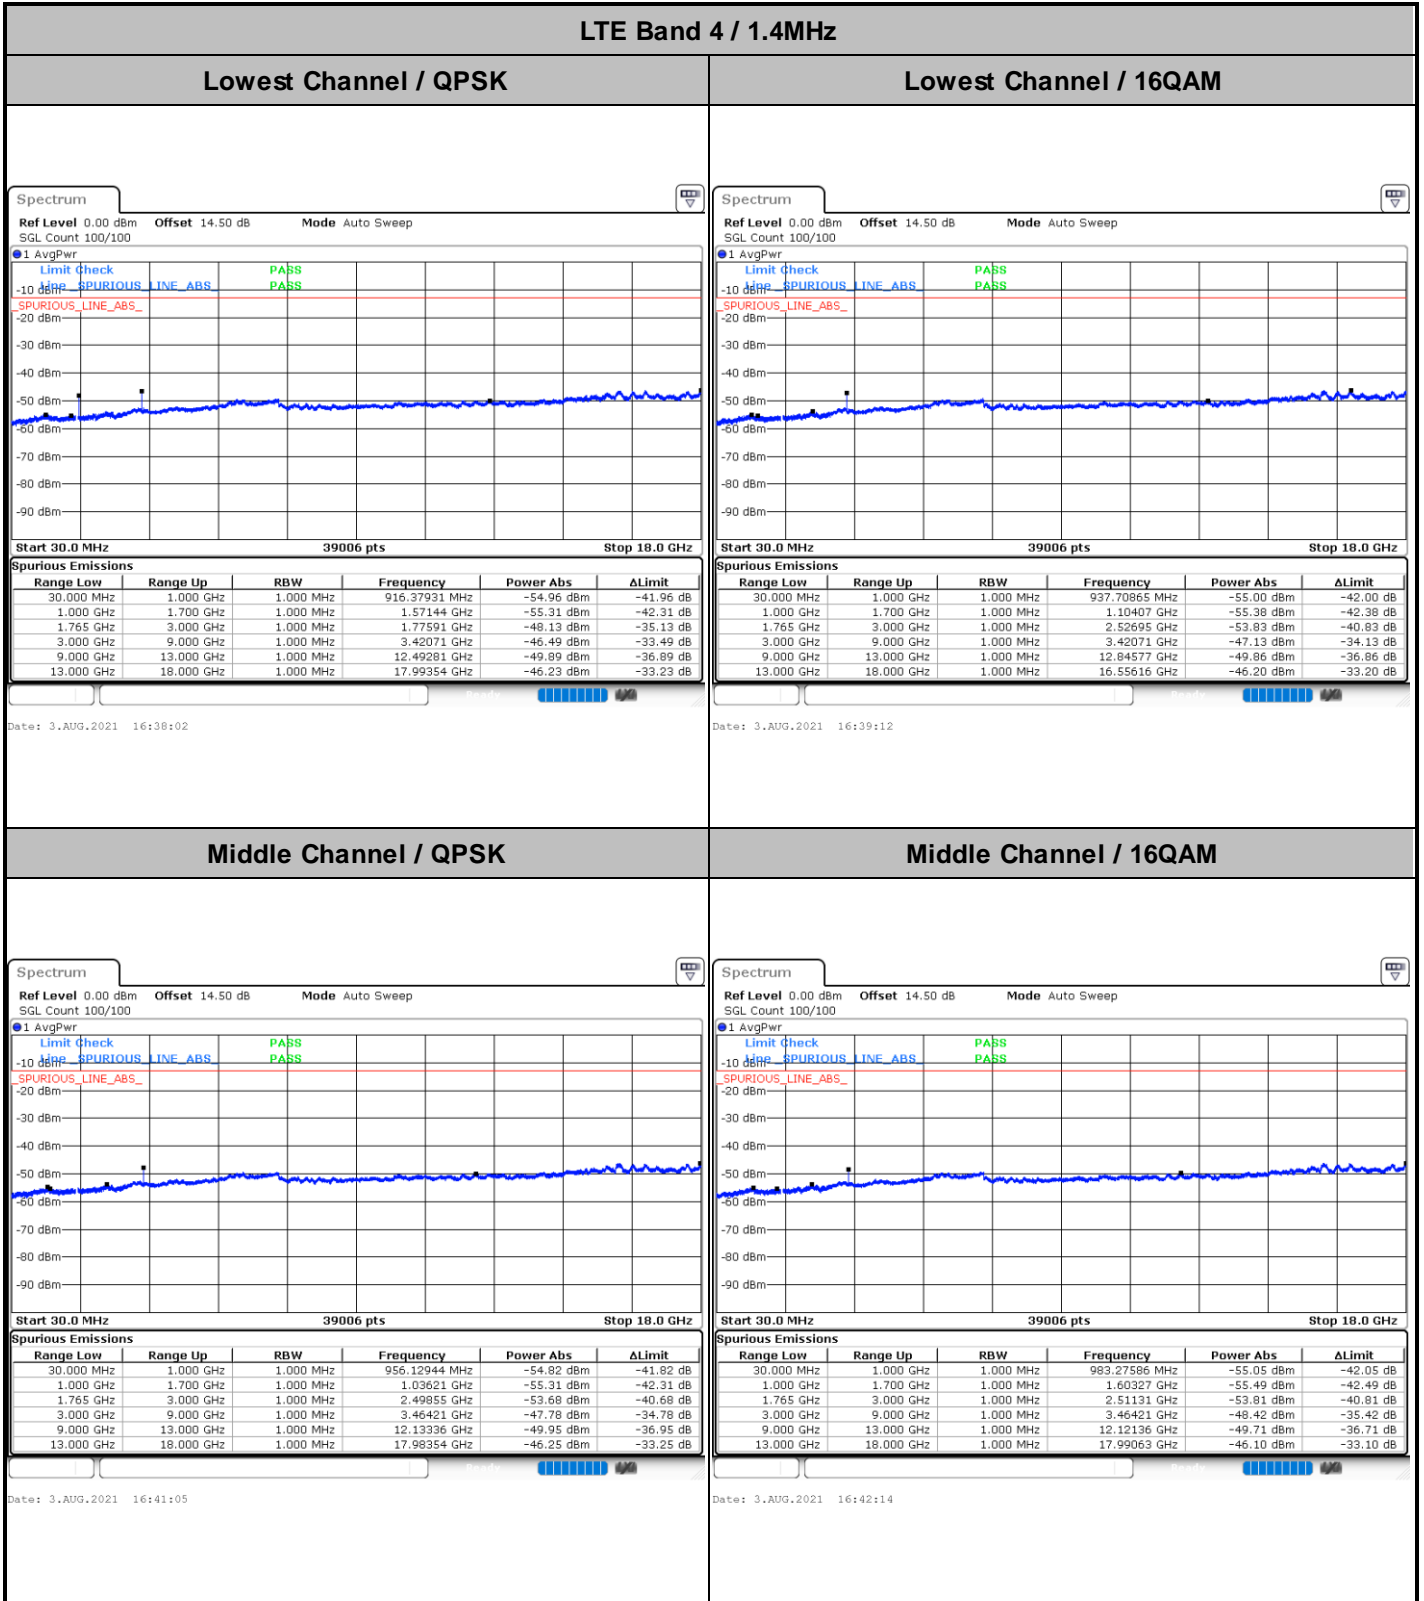 LTE Band 4 / 1.4MHz
Lowest Channel / QPSK
Lowest Channel / 16QAM
Spectrum
Ref Level 0.00 dBm Offset 14.50 dB Mode Auto Sweep
SGL Count 100/100
1 AvgPwr
Limit Check PASS
Line _SPURIOUS_LINE_ABS_ PASS
-10 dBm
_SPURIOUS_LINE_ABS_
-20 dBm
-30 dBm
-40 dBm
-50 dBm
-60 dBm
-70 dBm
-80 dBm
-90 dBm
Start 30.0 MHz 39006 pts Stop 18.0 GHz
Spurious Emissions
Range Low Range Up RBW Frequency Power Abs ΔLimit
30.000 MHz 1.000 GHz 1.000 MHz 916.37931 MHz -54.96 dBm -41.96 dB
1.000 GHz 1.700 GHz 1.000 MHz 1.57144 GHz -55.31 dBm -42.31 dB
1.765 GHz 3.000 GHz 1.000 MHz 1.77591 GHz -48.13 dBm -35.13 dB
3.000 GHz 9.000 GHz 1.000 MHz 3.42071 GHz -46.49 dBm -33.49 dB
9.000 GHz 13.000 GHz 1.000 MHz 12.49281 GHz -49.89 dBm -36.89 dB
13.000 GHz 18.000 GHz 1.000 MHz 17.99354 GHz -46.23 dBm -33.23 dB
Ready
Date: 3.AUG.2021 16:38:02
Spectrum
Ref Level 0.00 dBm Offset 14.50 dB Mode Auto Sweep
SGL Count 100/100
1 AvgPwr
Limit Check PASS
Line _SPURIOUS_LINE_ABS_ PASS
-10 dBm
_SPURIOUS_LINE_ABS_
-20 dBm
-30 dBm
-40 dBm
-50 dBm
-60 dBm
-70 dBm
-80 dBm
-90 dBm
Start 30.0 MHz 39006 pts Stop 18.0 GHz
Spurious Emissions
Range Low Range Up RBW Frequency Power Abs ΔLimit
30.000 MHz 1.000 GHz 1.000 MHz 937.70865 MHz -55.00 dBm -42.00 dB
1.000 GHz 1.700 GHz 1.000 MHz 1.10407 GHz -55.38 dBm -42.38 dB
1.765 GHz 3.000 GHz 1.000 MHz 2.52695 GHz -53.83 dBm -40.83 dB
3.000 GHz 9.000 GHz 1.000 MHz 3.42071 GHz -47.13 dBm -34.13 dB
9.000 GHz 13.000 GHz 1.000 MHz 12.84577 GHz -49.86 dBm -36.86 dB
13.000 GHz 18.000 GHz 1.000 MHz 16.55616 GHz -46.20 dBm -33.20 dB
Ready
Date: 3.AUG.2021 16:39:12
Middle Channel / QPSK
Middle Channel / 16QAM
Spectrum
Ref Level 0.00 dBm Offset 14.50 dB Mode Auto Sweep
SGL Count 100/100
1 AvgPwr
Limit Check PASS
Line _SPURIOUS_LINE_ABS_ PASS
-10 dBm
_SPURIOUS_LINE_ABS_
-20 dBm
-30 dBm
-40 dBm
-50 dBm
-60 dBm
-70 dBm
-80 dBm
-90 dBm
Start 30.0 MHz 39006 pts Stop 18.0 GHz
Spurious Emissions
Range Low Range Up RBW Frequency Power Abs ΔLimit
30.000 MHz 1.000 GHz 1.000 MHz 956.12944 MHz -54.82 dBm -41.82 dB
1.000 GHz 1.700 GHz 1.000 MHz 1.03621 GHz -55.31 dBm -42.31 dB
1.765 GHz 3.000 GHz 1.000 MHz 2.49855 GHz -53.68 dBm -40.68 dB
3.000 GHz 9.000 GHz 1.000 MHz 3.46421 GHz -47.78 dBm -34.78 dB
9.000 GHz 13.000 GHz 1.000 MHz 12.13336 GHz -49.95 dBm -36.95 dB
13.000 GHz 18.000 GHz 1.000 MHz 17.98354 GHz -46.25 dBm -33.25 dB
Ready
Date: 3.AUG.2021 16:41:05
Spectrum
Ref Level 0.00 dBm Offset 14.50 dB Mode Auto Sweep
SGL Count 100/100
1 AvgPwr
Limit Check PASS
Line _SPURIOUS_LINE_ABS_ PASS
-10 dBm
_SPURIOUS_LINE_ABS_
-20 dBm
-30 dBm
-40 dBm
-50 dBm
-60 dBm
-70 dBm
-80 dBm
-90 dBm
Start 30.0 MHz 39006 pts Stop 18.0 GHz
Spurious Emissions
Range Low Range Up RBW Frequency Power Abs ΔLimit
30.000 MHz 1.000 GHz 1.000 MHz 983.27586 MHz -55.05 dBm -42.05 dB
1.000 GHz 1.700 GHz 1.000 MHz 1.60327 GHz -55.49 dBm -42.49 dB
1.765 GHz 3.000 GHz 1.000 MHz 2.51131 GHz -53.81 dBm -40.81 dB
3.000 GHz 9.000 GHz 1.000 MHz 3.46421 GHz -48.42 dBm -35.42 dB
9.000 GHz 13.000 GHz 1.000 MHz 12.12136 GHz -49.71 dBm -36.71 dB
13.000 GHz 18.000 GHz 1.000 MHz 17.99063 GHz -46.10 dBm -33.10 dB
Ready
Date: 3.AUG.2021 16:42:14